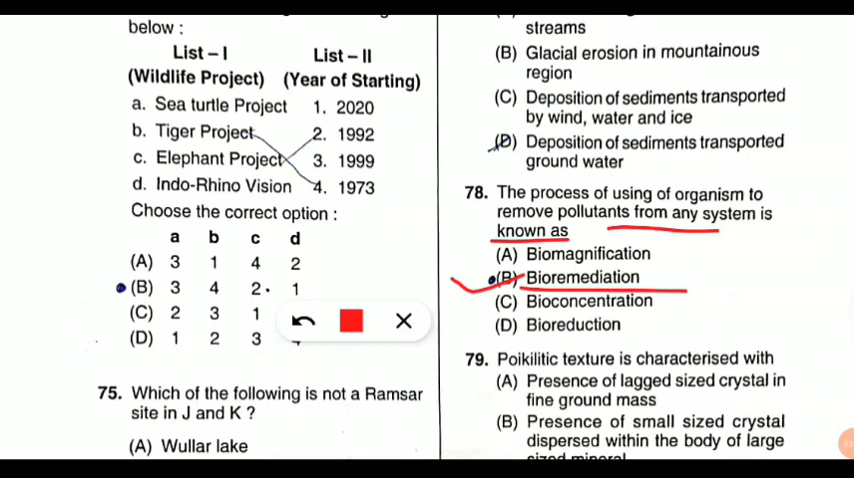 below :
List – I List – II
(Wildlife Project) (Year of Starting)
a. Sea turtle Project 1. 2020
b. Tiger Project 2. 1992
c. Elephant Project 3. 1999
d. Indo-Rhino Vision 4. 1973
Choose the correct option :
a b c d
(A) 3 1 4 2
(B) 3 4 2 1
(C) 2 3 1
(D) 1 2 3 4
75. Which of the following is not a Ramsar
site in J and K ?
(A) Wullar lake
streams
(B) Glacial erosion in mountainous
region
(C) Deposition of sediments transported
by wind, water and ice
(D) Deposition of sediments transported
ground water
78. The process of using of organism to
remove pollutants from any system is
known as
(A) Biomagnification
(B) Bioremediation
(C) Bioconcentration
(D) Bioreduction
79. Poikilitic texture is characterised with
(A) Presence of lagged sized crystal in
fine ground mass
(B) Presence of small sized crystal
dispersed within the body of large
sized mineral